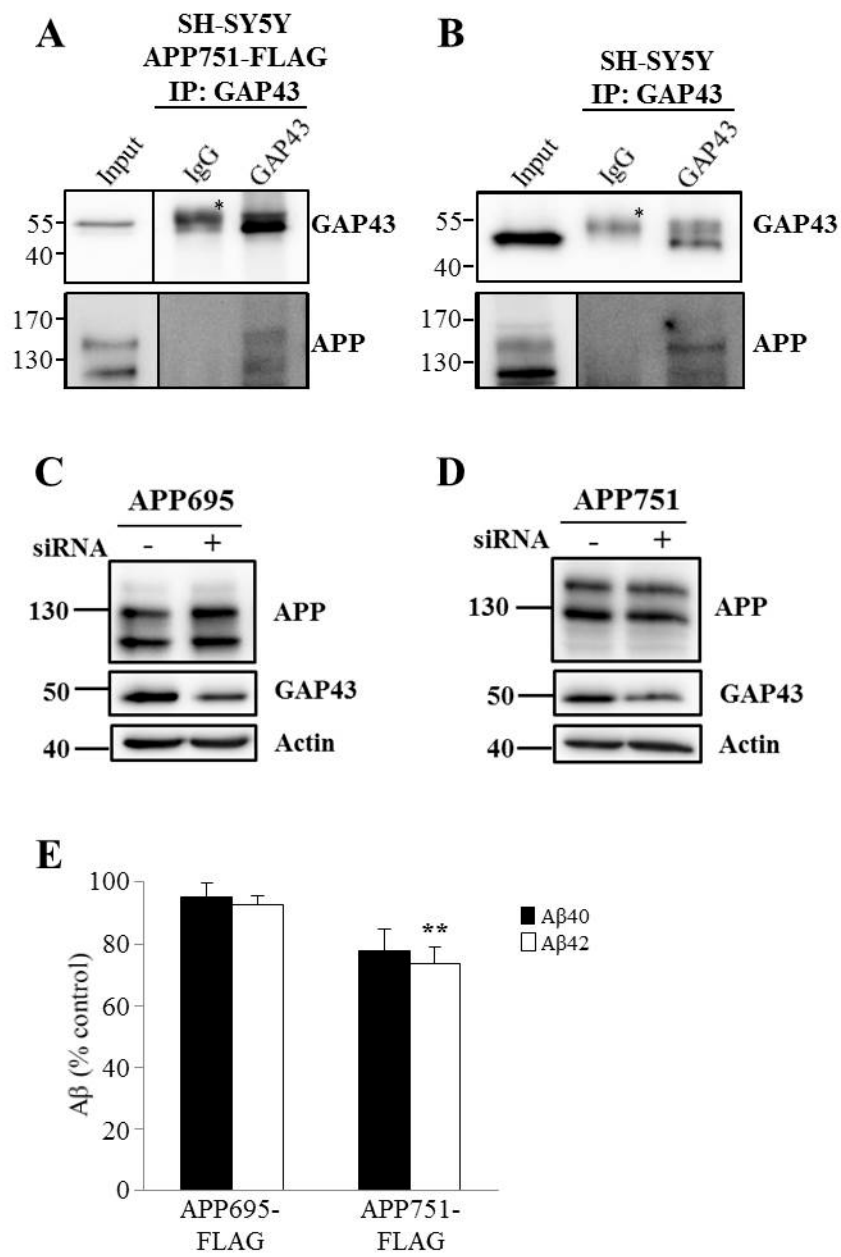 A
SH-SY5Y
APP751-FLAG
IP: GAP43
Input
IgG
GAP43
*
55
40
GAP43
170
130
APP
B
SH-SY5Y
IP: GAP43
Input
IgG
GAP43
*
55
40
GAP43
170
130
APP
C
APP695
siRNA - +
130
APP
50
GAP43
40
Actin
D
APP751
siRNA - +
130
APP
50
GAP43
40
Actin
E
Aβ (% control)
100
80
60
40
20
0
**
Aβ40
Aβ42
APP695-
FLAG
APP751-
FLAG